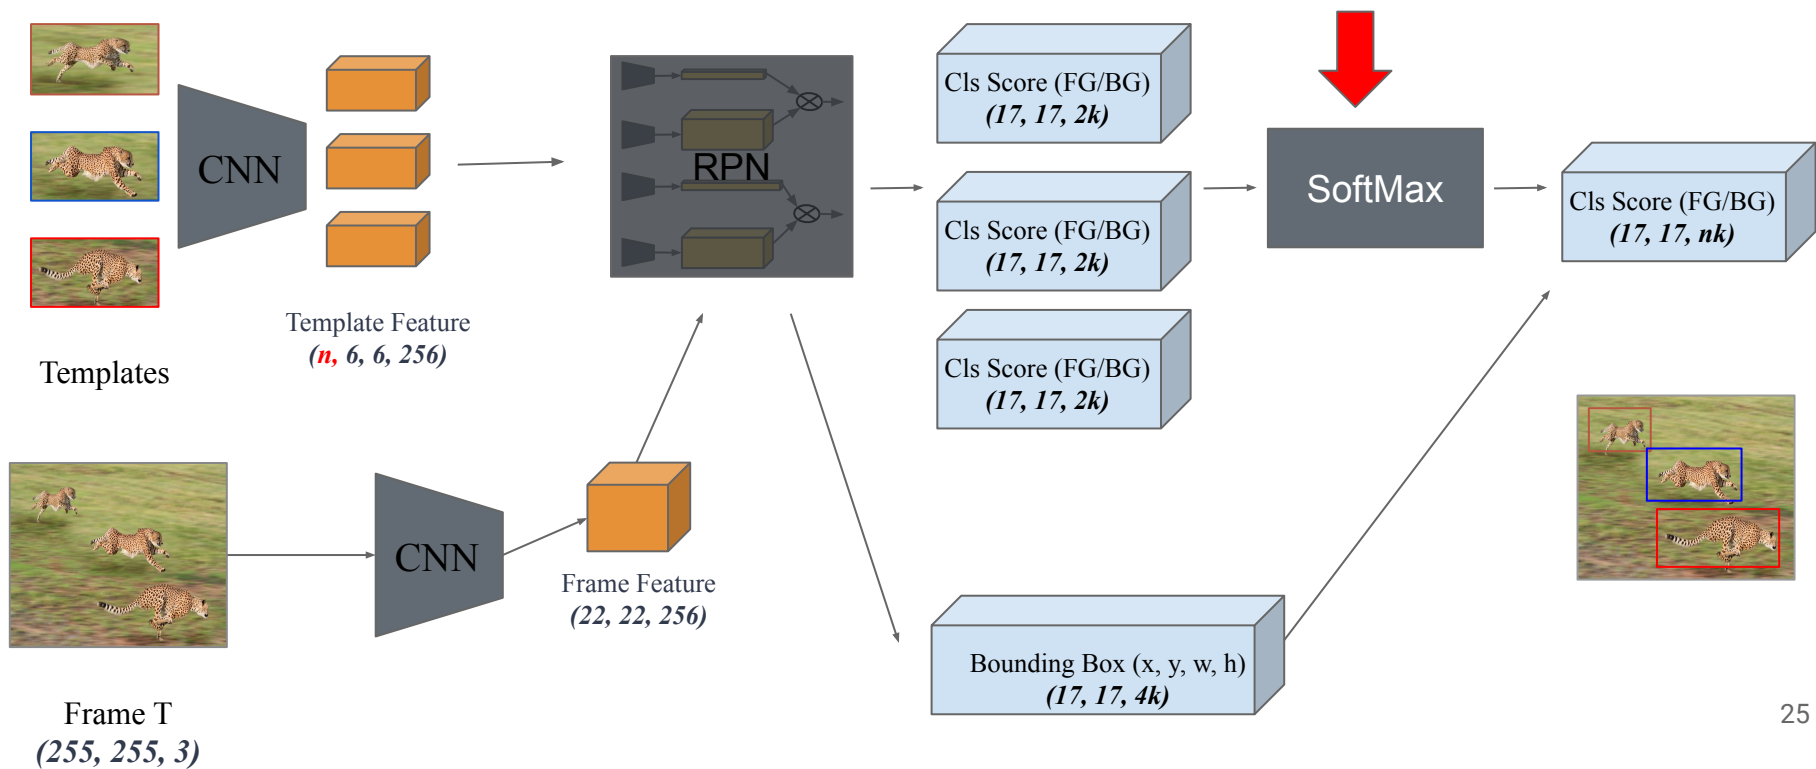 CNN
Template Feature
(n, 6, 6, 256)
Templates
RPN
Cls Score (FG/BG)
(17, 17, 2k)
Cls Score (FG/BG)
(17, 17, 2k)
Cls Score (FG/BG)
(17, 17, 2k)
SoftMax
Cls Score (FG/BG)
(17, 17, nk)
CNN
Frame Feature
(22, 22, 256)
Bounding Box (x, y, w, h)
(17, 17, 4k)
Frame T
(255, 255, 3)
25